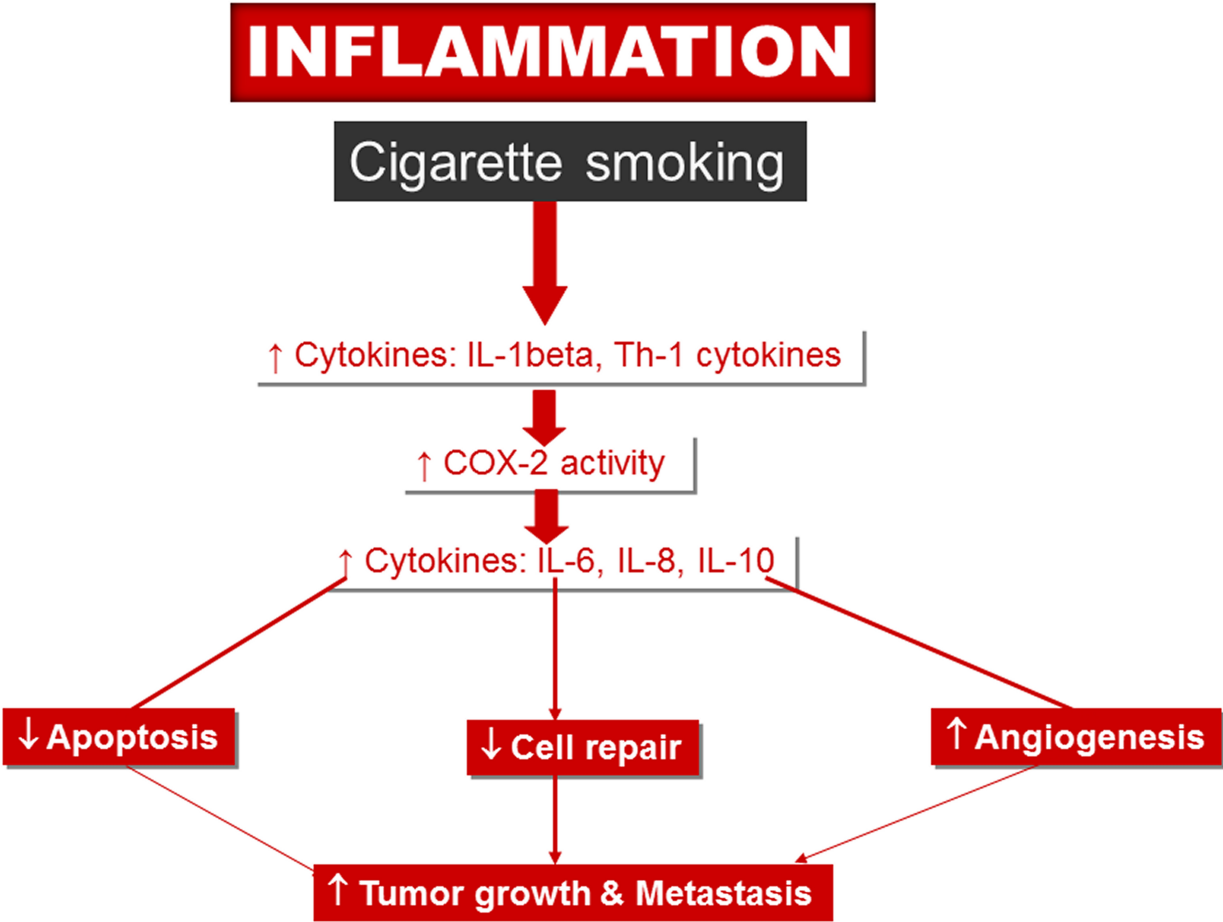 INFLAMMATION
Cigarette smoking
↑ Cytokines: IL-1beta, Th-1 cytokines
↑ COX-2 activity
↑ Cytokines: IL-6, IL-8, IL-10
↓ Apoptosis
↓ Cell repair
↑ Angiogenesis
↑ Tumor growth & Metastasis